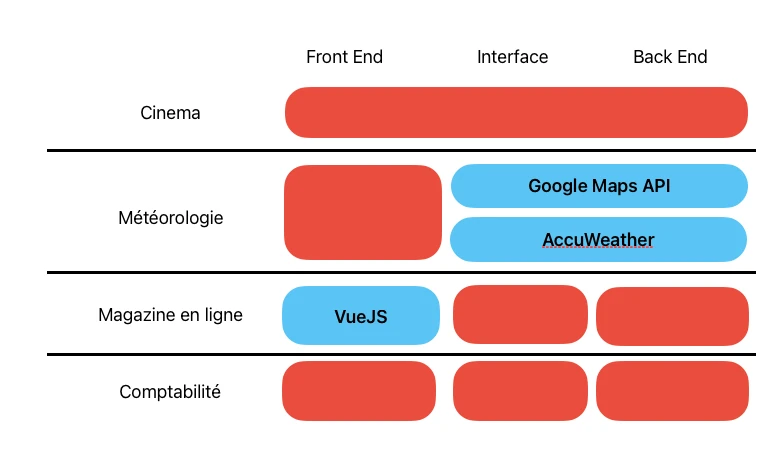 Front End Interface Back End
Cinema
Météorologie
Google Maps API
AccuWeather
Magazine en ligne
VueJS
Comptabilité